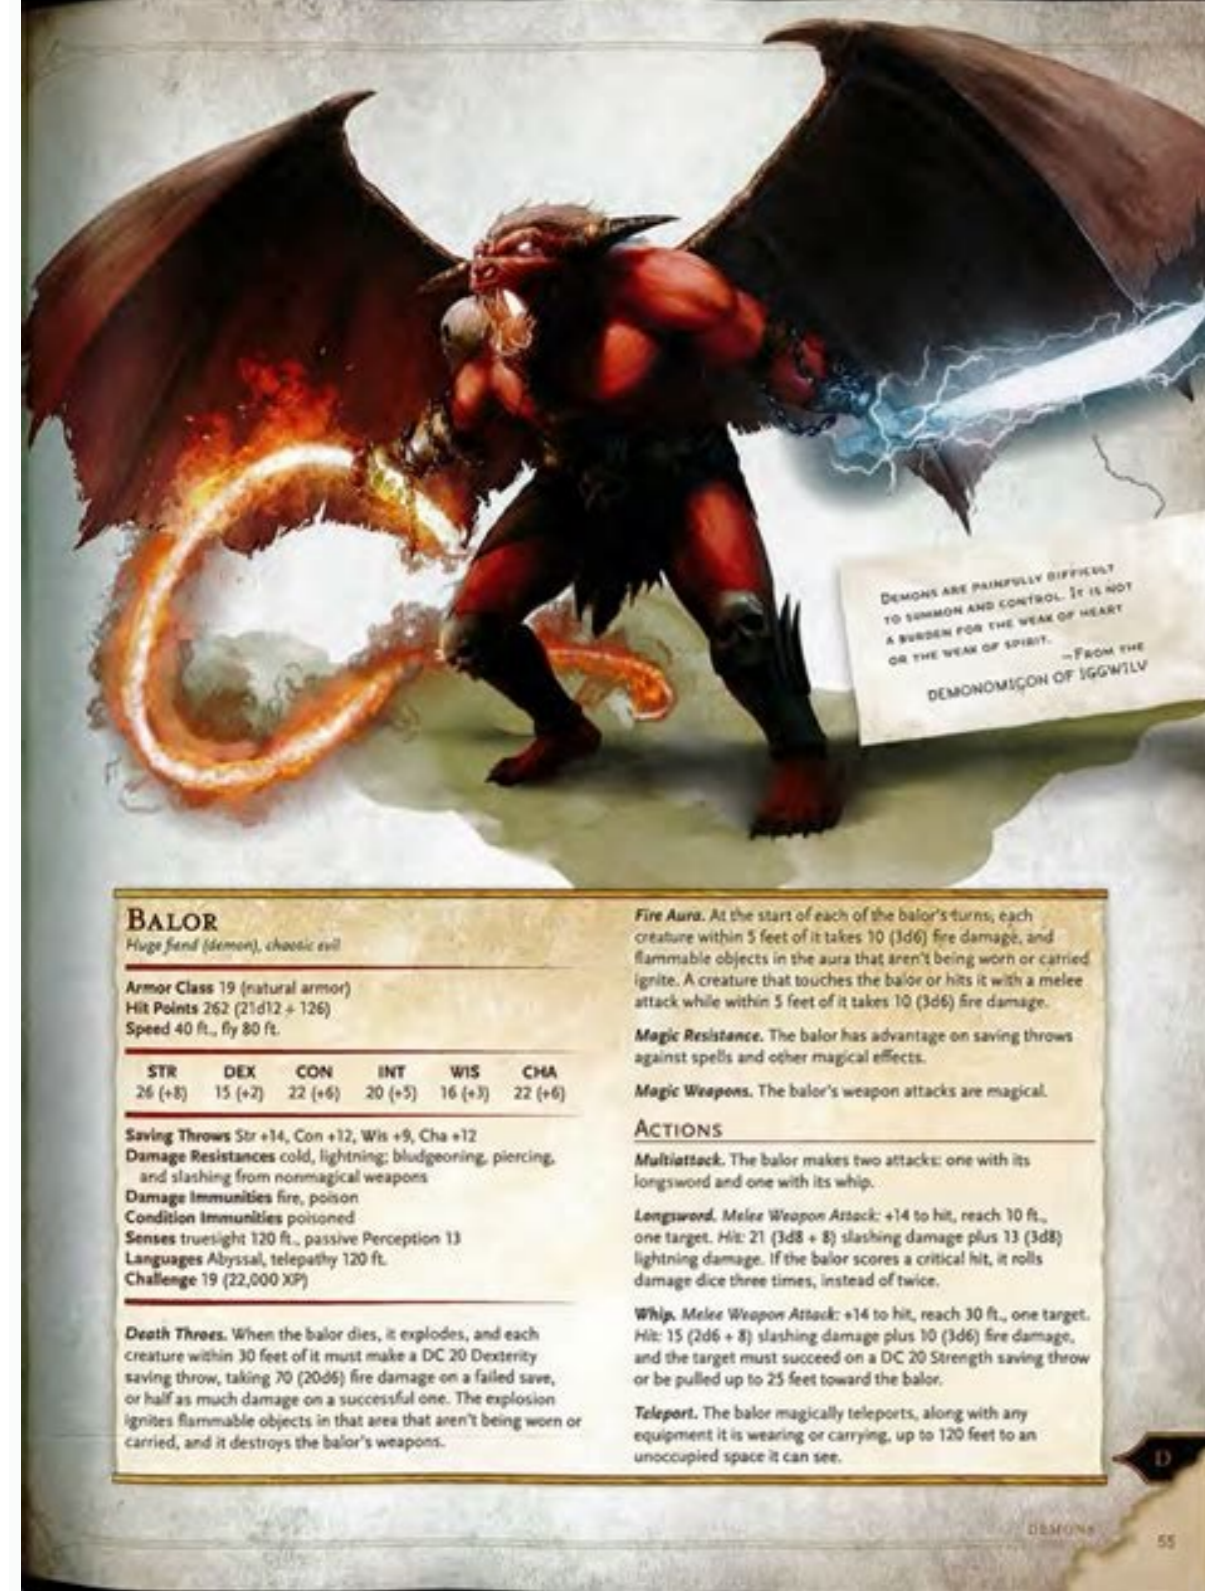 DEMONS ARE PAINFULLY DIFFICULT
TO SUMMON AND CONTROL. IT IS NOT
A BURDEN FOR THE WEAK OF HEART
OR THE WEAK OF SPIRIT.
—FROM THE
DEMONOMICON OF IGGWILV
BALOR
Huge fiend (demon), chaotic evil
Armor Class 19 (natural armor)
Hit Points 262 (21d12 + 126)
Speed 40 ft., fly 80 ft.
STR DEX CON INT WIS CHA
26 (+8) 15 (+2) 22 (+6) 20 (+5) 16 (+3) 22 (+6)
Saving Throws Str +14, Con +12, Wis +9, Cha +12
Damage Resistances cold, lightning; bludgeoning, piercing,
and slashing from nonmagical weapons
Damage Immunities fire, poison
Condition Immunities poisoned
Senses truesight 120 ft., passive Perception 13
Languages Abyssal, telepathy 120 ft.
Challenge 19 (22,000 XP)
Death Throes. When the balor dies, it explodes, and each
creature within 30 feet of it must make a DC 20 Dexterity
saving throw, taking 70 (20d6) fire damage on a failed save,
or half as much damage on a successful one. The explosion
ignites flammable objects in that area that aren't being worn or
carried, and it destroys the balor's weapons.
Fire Aura. At the start of each of the balor's turns, each
creature within 5 feet of it takes 10 (3d6) fire damage, and
flammable objects in the aura that aren't being worn or carried
ignite. A creature that touches the balor or hits it with a melee
attack while within 5 feet of it takes 10 (3d6) fire damage.
Magic Resistance. The balor has advantage on saving throws
against spells and other magical effects.
Magic Weapons. The balor's weapon attacks are magical.
ACTIONS
Multiattack. The balor makes two attacks: one with its
longsword and one with its whip.
Longsword. Melee Weapon Attack: +14 to hit, reach 10 ft.,
one target. Hit: 21 (3d8 + 8) slashing damage plus 13 (3d8)
lightning damage. If the balor scores a critical hit, it rolls
damage dice three times, instead of twice.
Whip. Melee Weapon Attack: +14 to hit, reach 30 ft., one target.
Hit: 15 (2d6 + 8) slashing damage plus 10 (3d6) fire damage,
and the target must succeed on a DC 20 Strength saving throw
or be pulled up to 25 feet toward the balor.
Teleport. The balor magically teleports, along with any
equipment it is wearing or carrying, up to 120 feet to an
unoccupied space it can see.
D
DEMONS
55